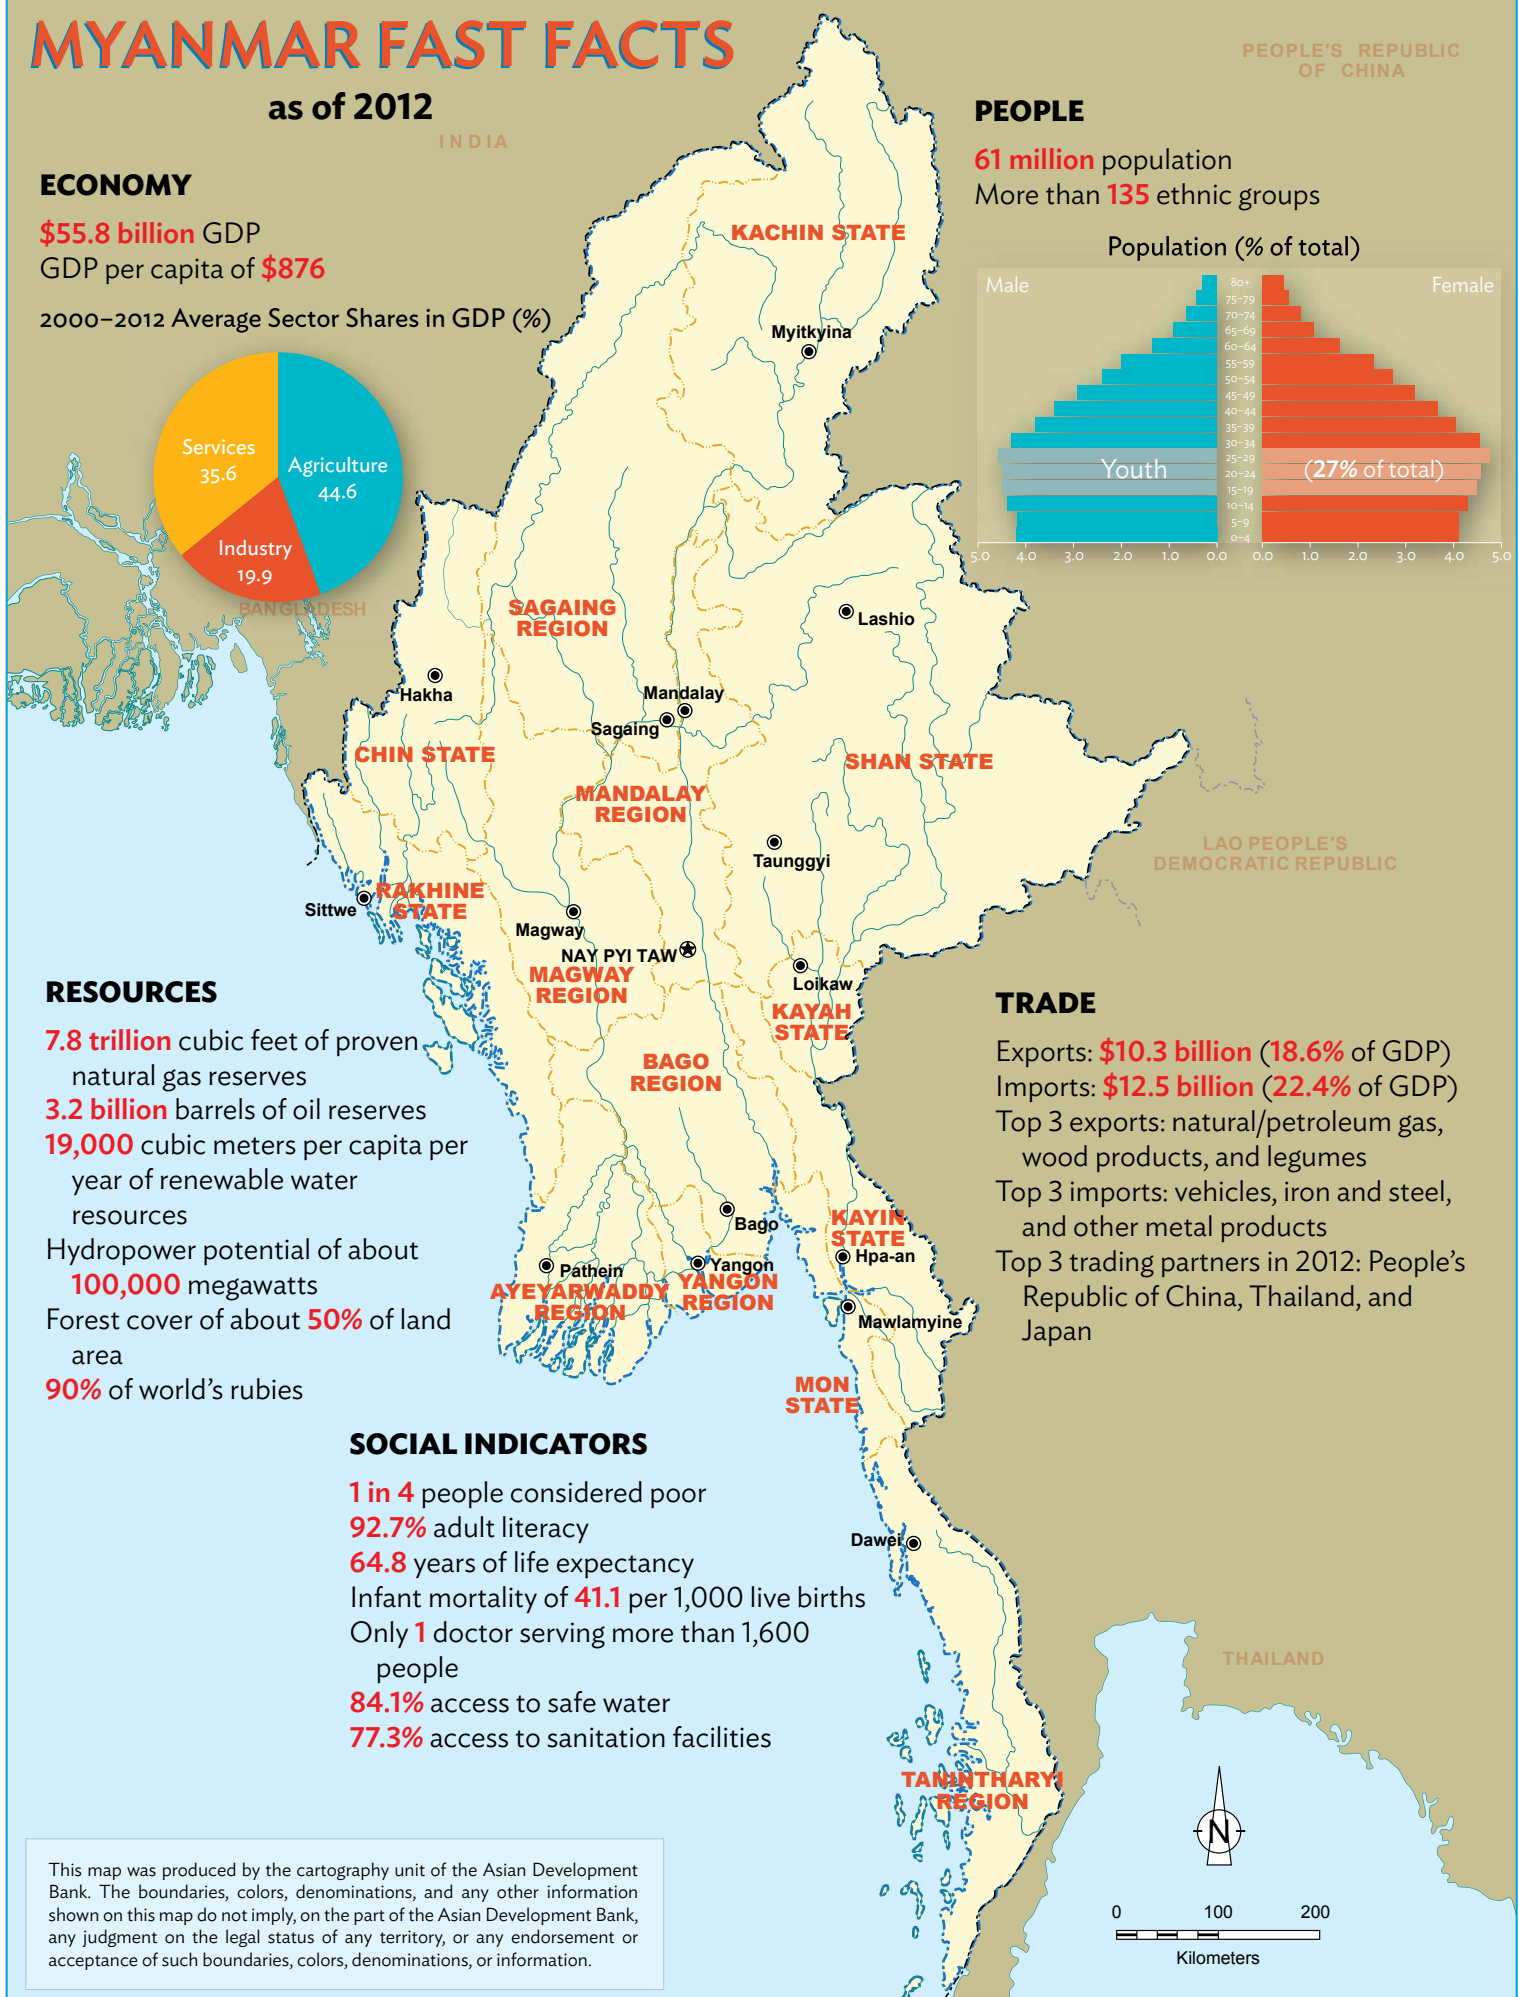 MYANMAR FAST FACTS
as of 2012
PEOPLE'S REPUBLIC
OF CHINA
INDIA
ECONOMY
$55.8 billion GDP
GDP per capita of $876
2000–2012 Average Sector Shares in GDP (%)
Services
35.6
Agriculture
44.6
Industry
19.9
BANGLADESH
PEOPLE
61 million population
More than 135 ethnic groups
Population (% of total)
Male
Female
80+
75–79
70–74
65–69
60–64
55–59
50–54
45–49
40–44
35–39
30–34
25–29
20–24
15–19
10–14
5–9
0–4
Youth
(27% of total)
5.0 4.0 3.0 2.0 1.0 0.0 0.0 1.0 2.0 3.0 4.0 5.0
KACHIN STATE
Myitkyina
SAGAING
REGION
Lashio
Hakha
Mandalay
Sagaing
CHIN STATE
SHAN STATE
MANDALAY
REGION
Taunggyi
LAO PEOPLE'S
DEMOCRATIC REPUBLIC
RAKHINE
STATE
Sittwe
Magway
NAY PYI TAW
MAGWAY
REGION
Loikaw
KAYAH
STATE
BAGO
REGION
RESOURCES
7.8 trillion cubic feet of proven
natural gas reserves
3.2 billion barrels of oil reserves
19,000 cubic meters per capita per
year of renewable water
resources
Hydropower potential of about
100,000 megawatts
Forest cover of about 50% of land
area
90% of world's rubies
TRADE
Exports: $10.3 billion (18.6% of GDP)
Imports: $12.5 billion (22.4% of GDP)
Top 3 exports: natural/petroleum gas,
wood products, and legumes
Top 3 imports: vehicles, iron and steel,
and other metal products
Top 3 trading partners in 2012: People's
Republic of China, Thailand, and
Japan
Bago
KAYIN
STATE
Hpa-an
Pathein
Yangon
AYEYARWADDY
REGION
YANGON
REGION
Mawlamyine
MON
STATE
SOCIAL INDICATORS
1 in 4 people considered poor
92.7% adult literacy
64.8 years of life expectancy
Infant mortality of 41.1 per 1,000 live births
Only 1 doctor serving more than 1,600
people
84.1% access to safe water
77.3% access to sanitation facilities
Dawei
THAILAND
TANINTHARYI
REGION
N
0 100 200
Kilometers
This map was produced by the cartography unit of the Asian Development
Bank. The boundaries, colors, denominations, and any other information
shown on this map do not imply, on the part of the Asian Development Bank,
any judgment on the legal status of any territory, or any endorsement or
acceptance of such boundaries, colors, denominations, or information.